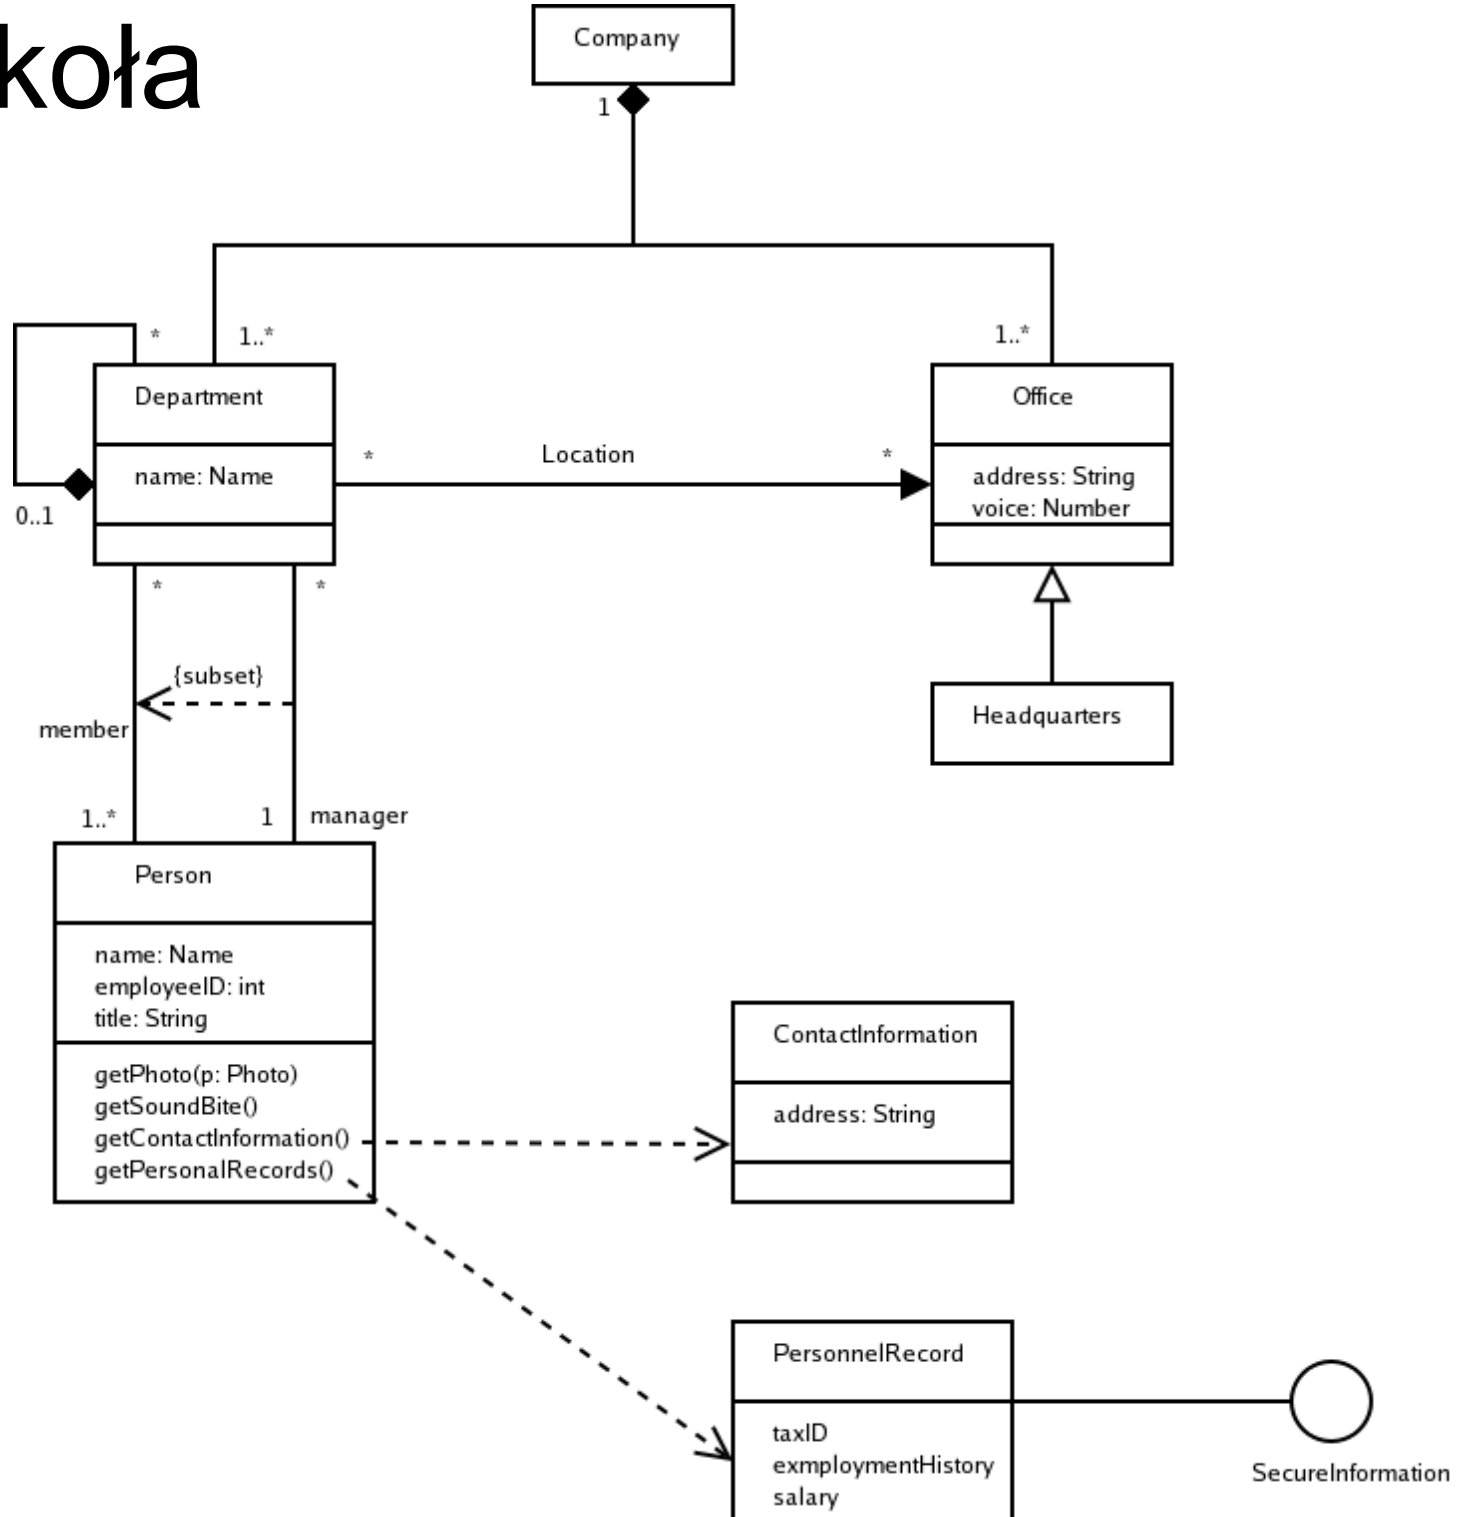 koła
Company
1
*
1..*
1..*
Department
Office
name: Name
*
Location
*
address: String
voice: Number
0..1
*
*
{subset}
member
Headquarters
1..*
1
manager
Person
name: Name
employeeID: int
title: String
ContactInformation
getPhoto(p: Photo)
getSoundBite()
getContactInformation()
getPersonalRecords()
address: String
PersonnelRecord
taxID
exmploymentHistory
salary
SecureInformation